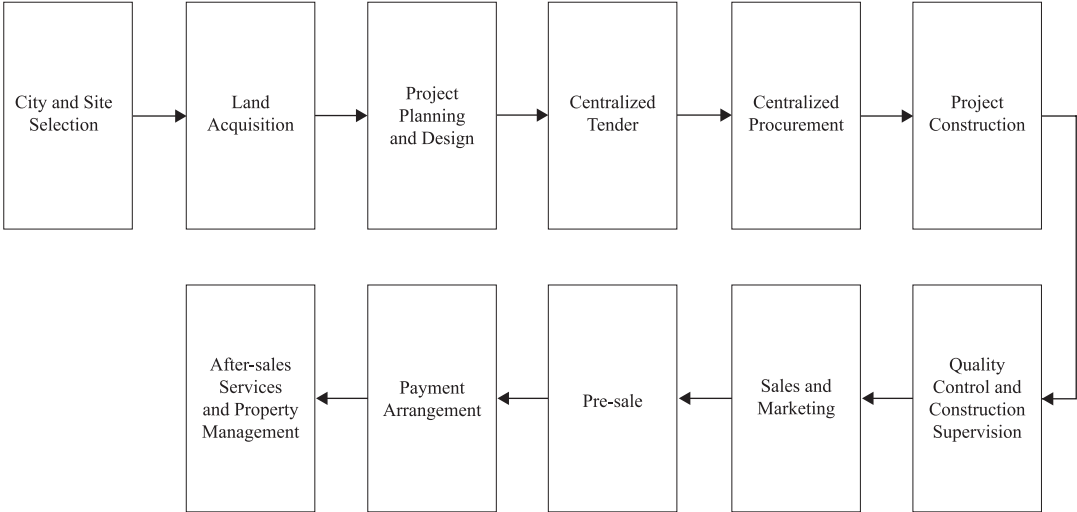 City and Site
Selection
Land
Acquisition
Project
Planning
and Design
Centralized
Tender
Centralized
Procurement
Project
Construction
Quality
Control and
Construction
Supervision
Sales and
Marketing
Pre-sale
Payment
Arrangement
After-sales
Services
and Property
Management